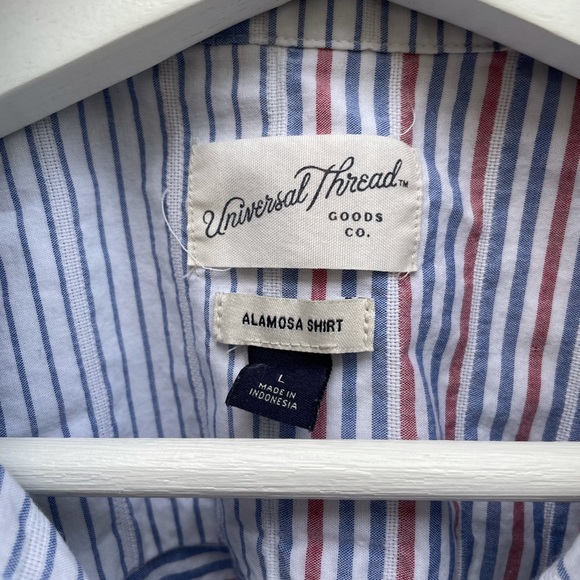 Universal Thread™
GOODS
CO.
ALAMOSA SHIRT
L
MADE IN
INDONESIA